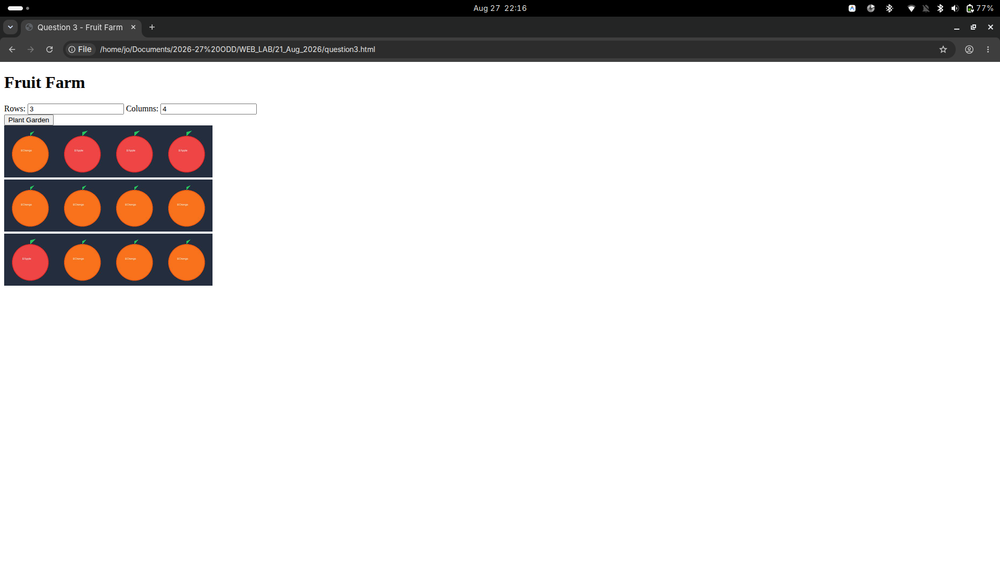 Aug 27 22:16
77%
Question 3 - Fruit Farm
File /home/jo/Documents/2026-27%20ODD/WEB_LAB/21_Aug_2026/question3.html
Fruit Farm
Rows: 3 Columns: 4
Plant Garden
Orange Apple Apple Apple
Orange Orange Orange Orange
Apple Orange Orange Orange